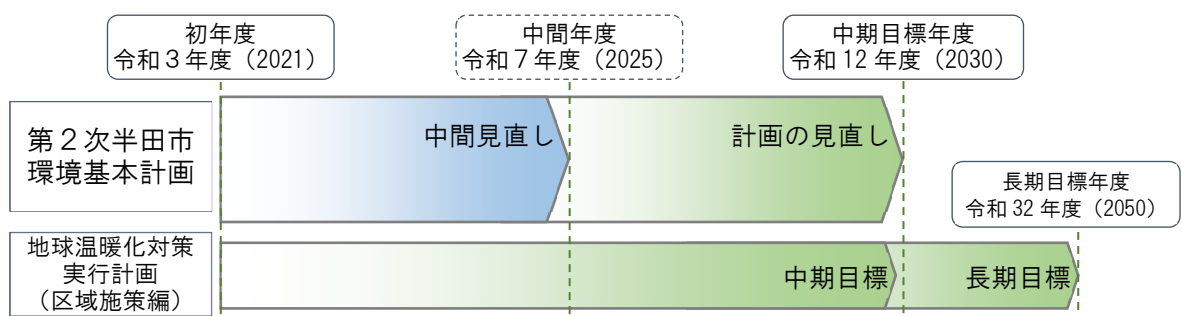 初年度
令和３年度（2021）
中間年度
令和７年度（2025）
中期目標年度
令和 12 年度（2030）
第２次半田市
環境基本計画
中間見直し
計画の見直し
長期目標年度
令和 32 年度（2050）
地球温暖化対策
実行計画
（区域施策編）
中期目標
長期目標